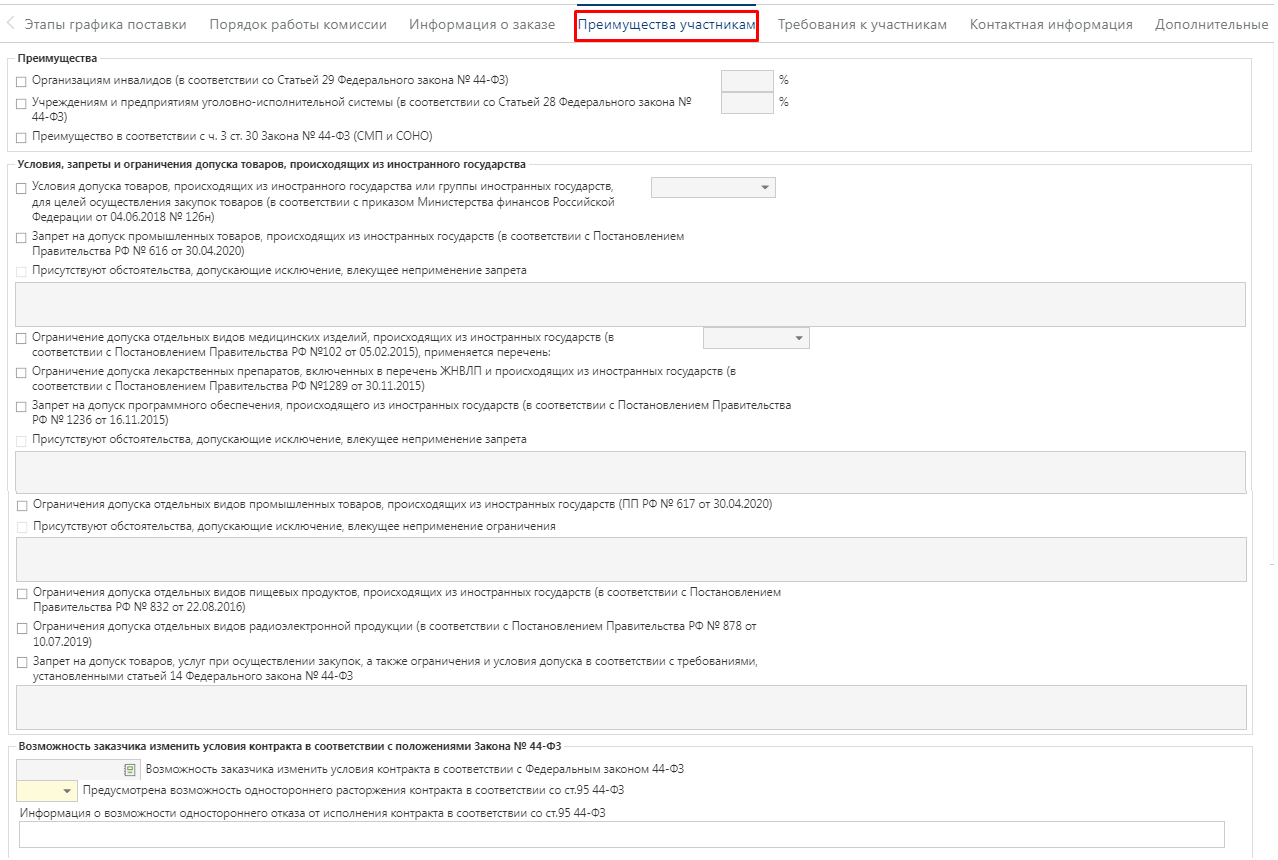 Этапы графика поставки Порядок работы комиссии Информация о заказе Преимущества участникам Требования к участникам Контактная информация Дополнительные
Преимущества
Организациям инвалидов (в соответствии со Статьей 29 Федерального закона № 44-ФЗ) %
Учреждениям и предприятиям уголовно-исполнительной системы (в соответствии со Статьей 28 Федерального закона № %
44-ФЗ)
Преимущество в соответствии с ч. 3 ст. 30 Закона № 44-ФЗ (СМП и СОНО)
Условия, запреты и ограничения допуска товаров, происходящих из иностранного государства
Условия допуска товаров, происходящих из иностранного государства или группы иностранных государств,
для целей осуществления закупок товаров (в соответствии с приказом Министерства финансов Российской
Федерации от 04.06.2018 № 126н)
Запрет на допуск промышленных товаров, происходящих из иностранных государств (в соответствии с Постановлением
Правительства РФ № 616 от 30.04.2020)
Присутствуют обстоятельства, допускающие исключение, влекущее неприменение запрета
Ограничение допуска отдельных видов медицинских изделий, происходящих из иностранных государств (в
соответствии с Постановлением Правительства РФ №102 от 05.02.2015), применяется перечень:
Ограничение допуска лекарственных препаратов, включенных в перечень ЖНВЛП и происходящих из иностранных государств (в
соответствии с Постановлением Правительства РФ №1289 от 30.11.2015)
Запрет на допуск программного обеспечения, происходящего из иностранных государств (в соответствии с Постановлением Правительства
РФ № 1236 от 16.11.2015)
Присутствуют обстоятельства, допускающие исключение, влекущее неприменение запрета
Ограничения допуска отдельных видов промышленных товаров, происходящих из иностранных государств (ПП РФ № 617 от 30.04.2020)
Присутствуют обстоятельства, допускающие исключение, влекущее неприменение ограничения
Ограничения допуска отдельных видов пищевых продуктов, происходящих из иностранных государств (в соответствии с Постановлением
Правительства РФ № 832 от 22.08.2016)
Ограничения допуска отдельных видов радиоэлектронной продукции (в соответствии с Постановлением Правительства РФ № 878 от
10.07.2019)
Запрет на допуск товаров, услуг при осуществлении закупок, а также ограничения и условия допуска в соответствии с требованиями,
установленными статьей 14 Федерального закона № 44-ФЗ
Возможность заказчика изменить условия контракта в соответствии с положениями Закона № 44-ФЗ
Возможность заказчика изменить условия контракта в соответствии с Федеральным законом 44-ФЗ
Предусмотрена возможность одностороннего расторжения контракта в соответствии со ст.95 44-ФЗ
Информация о возможности одностороннего отказа от исполнения контракта в соответствии со ст.95 44-ФЗ